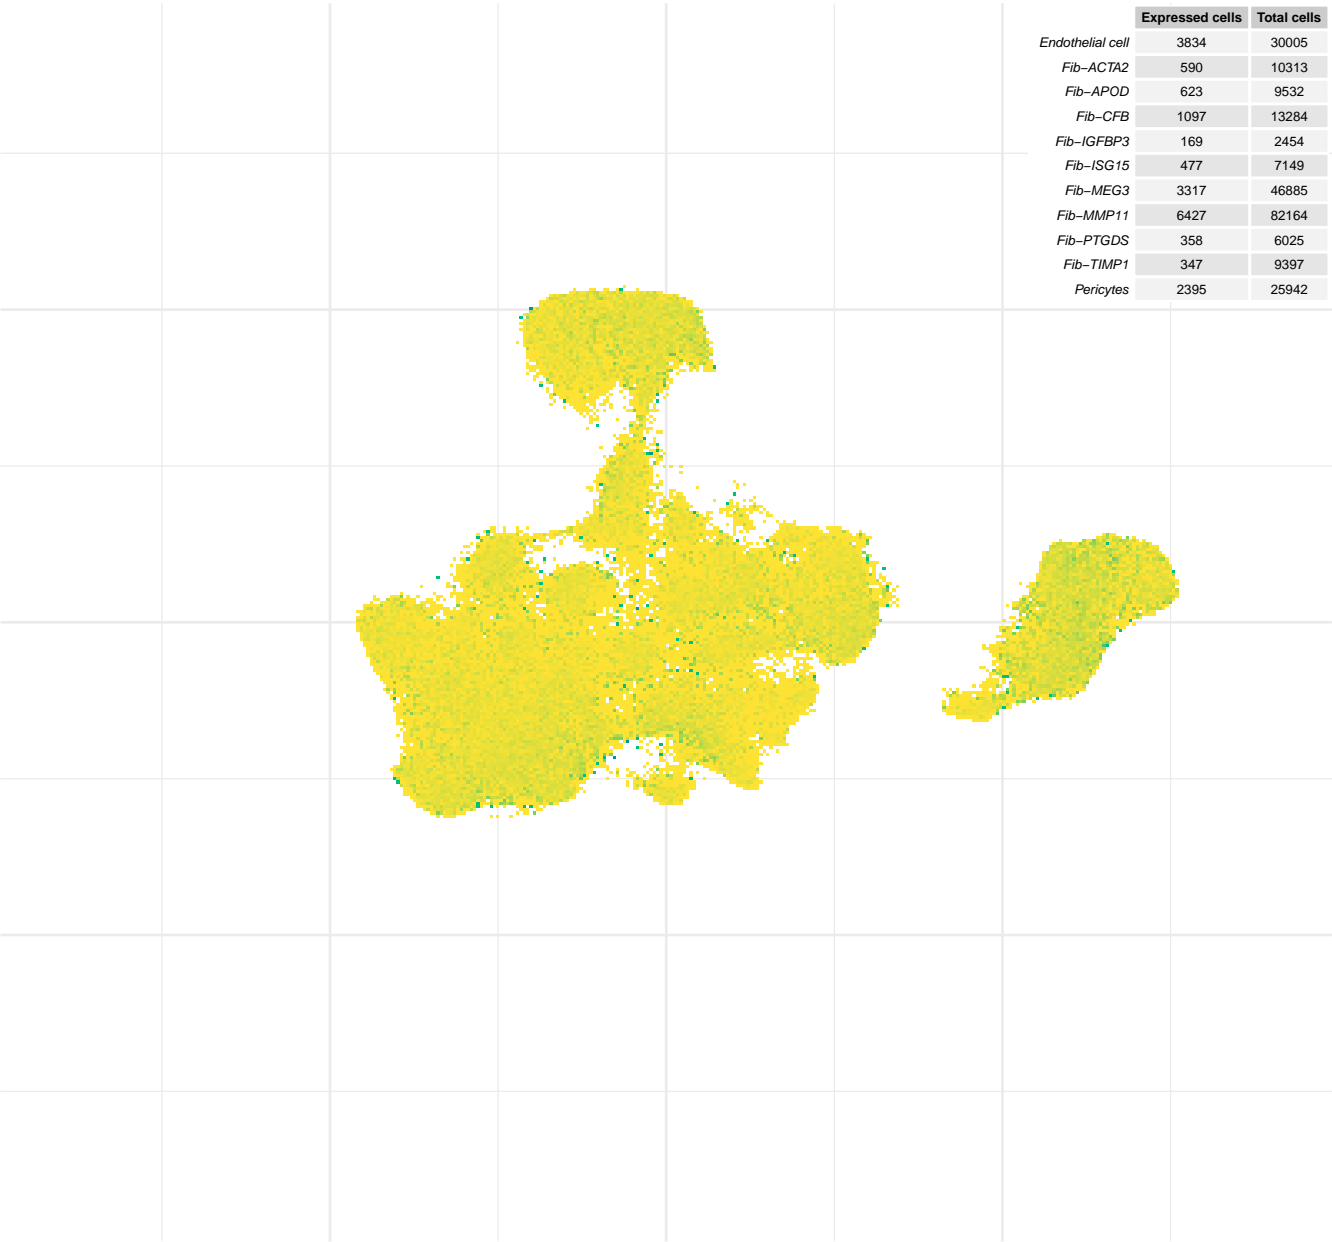 Expressed cells Total cells
Endothelial cell 3834 30005
Fib−ACTA2 590 10313
Fib−APOD 623 9532
Fib−CFB 1097 13284
Fib−IGFBP3 169 2454
Fib−ISG15 477 7149
Fib−MEG3 3317 46885
Fib−MMP11 6427 82164
Fib−PTGDS 358 6025
Fib−TIMP1 347 9397
Pericytes 2395 25942